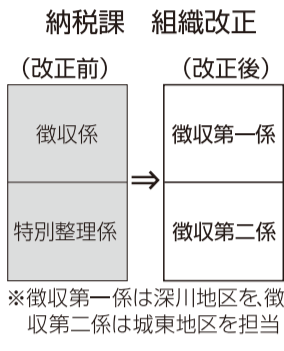 納税課　組織改正
（改正前）　（改正後）
徴収係　徴収第一係
⇒
特別整理係　徴収第二係
※徴収第一係は深川地区を、徴
収第二係は城東地区を担当